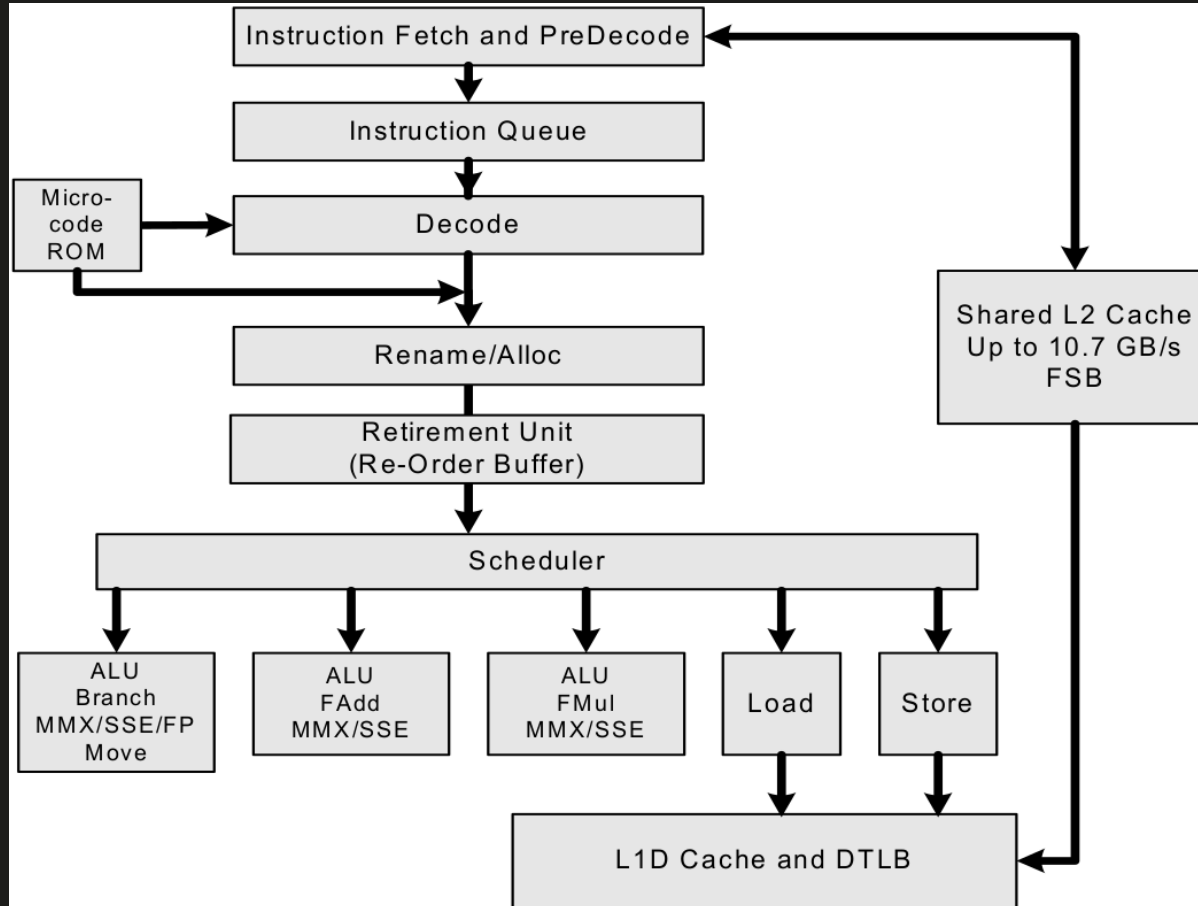 Instruction Fetch and PreDecode
Instruction Queue
Micro-
code
ROM
Decode
Shared L2 Cache
Up to 10.7 GB/s
FSB
Rename/Alloc
Retirement Unit
(Re-Order Buffer)
Scheduler
ALU
Branch
MMX/SSE/FP
Move
ALU
FAdd
MMX/SSE
ALU
FMul
MMX/SSE
Load
Store
L1D Cache and DTLB